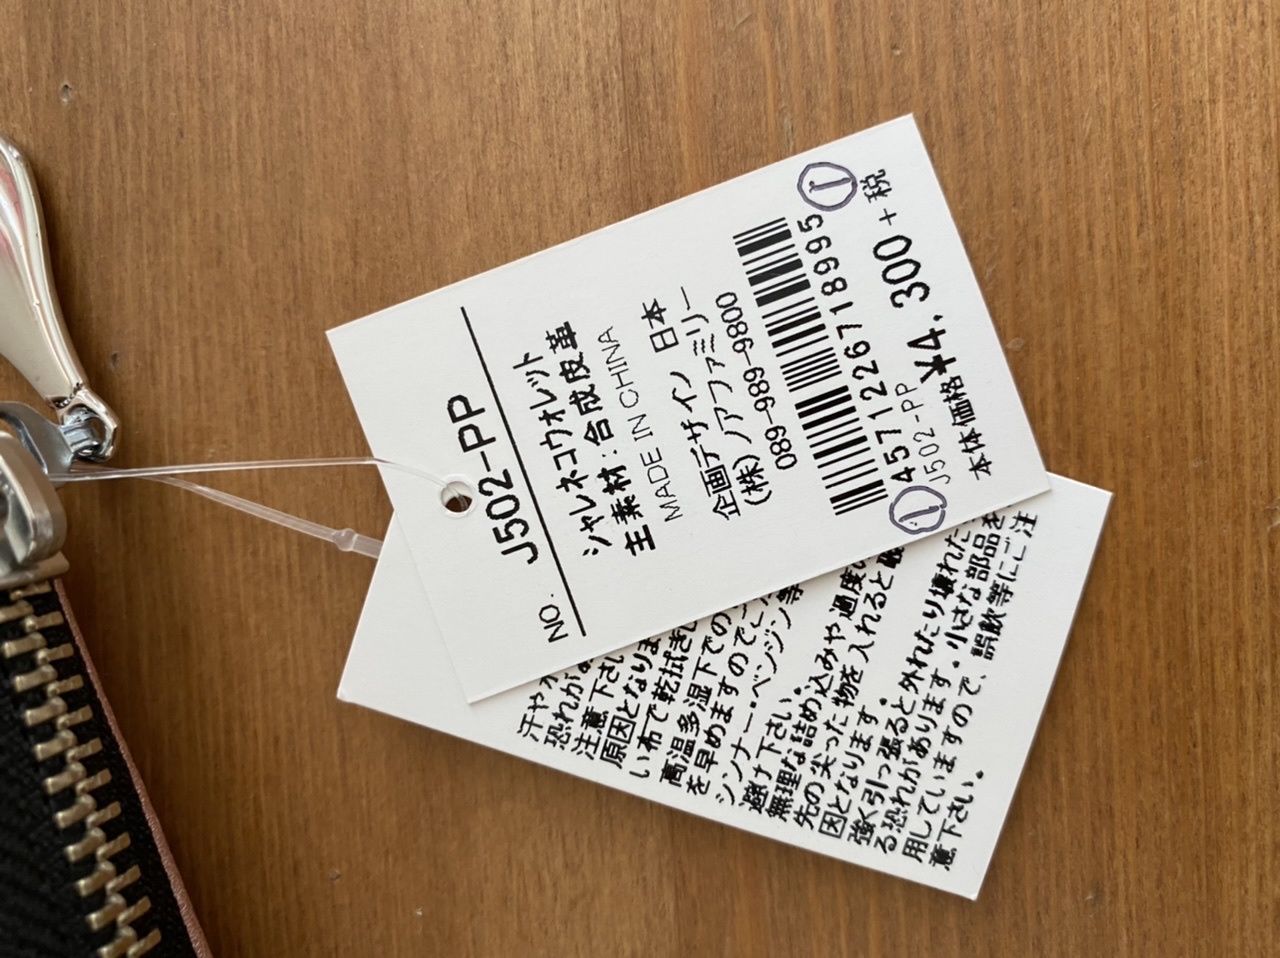 NO. J502-PP
シャレネコウォレット
主素材:合成皮革
MADE IN CHINA
企画デザイン 日本
(株)ノアファミリー
089-989-9800
① 4571226718995 ①
J502-PP
本体価格¥4,300+税
汗や水
恐れが
注意下さい
原因となりま
い布で乾拭きし
高温多湿下での
を早めますのでご
シンナー・ベンジン等
避け下さい。
無理な詰め込みや過度
先の尖った物を入れると破
因となります。
強く引っ張ると外れたり壊れた
る恐れがあります。小さな部品を
用していますので、誤飲等にご注
意下さい。